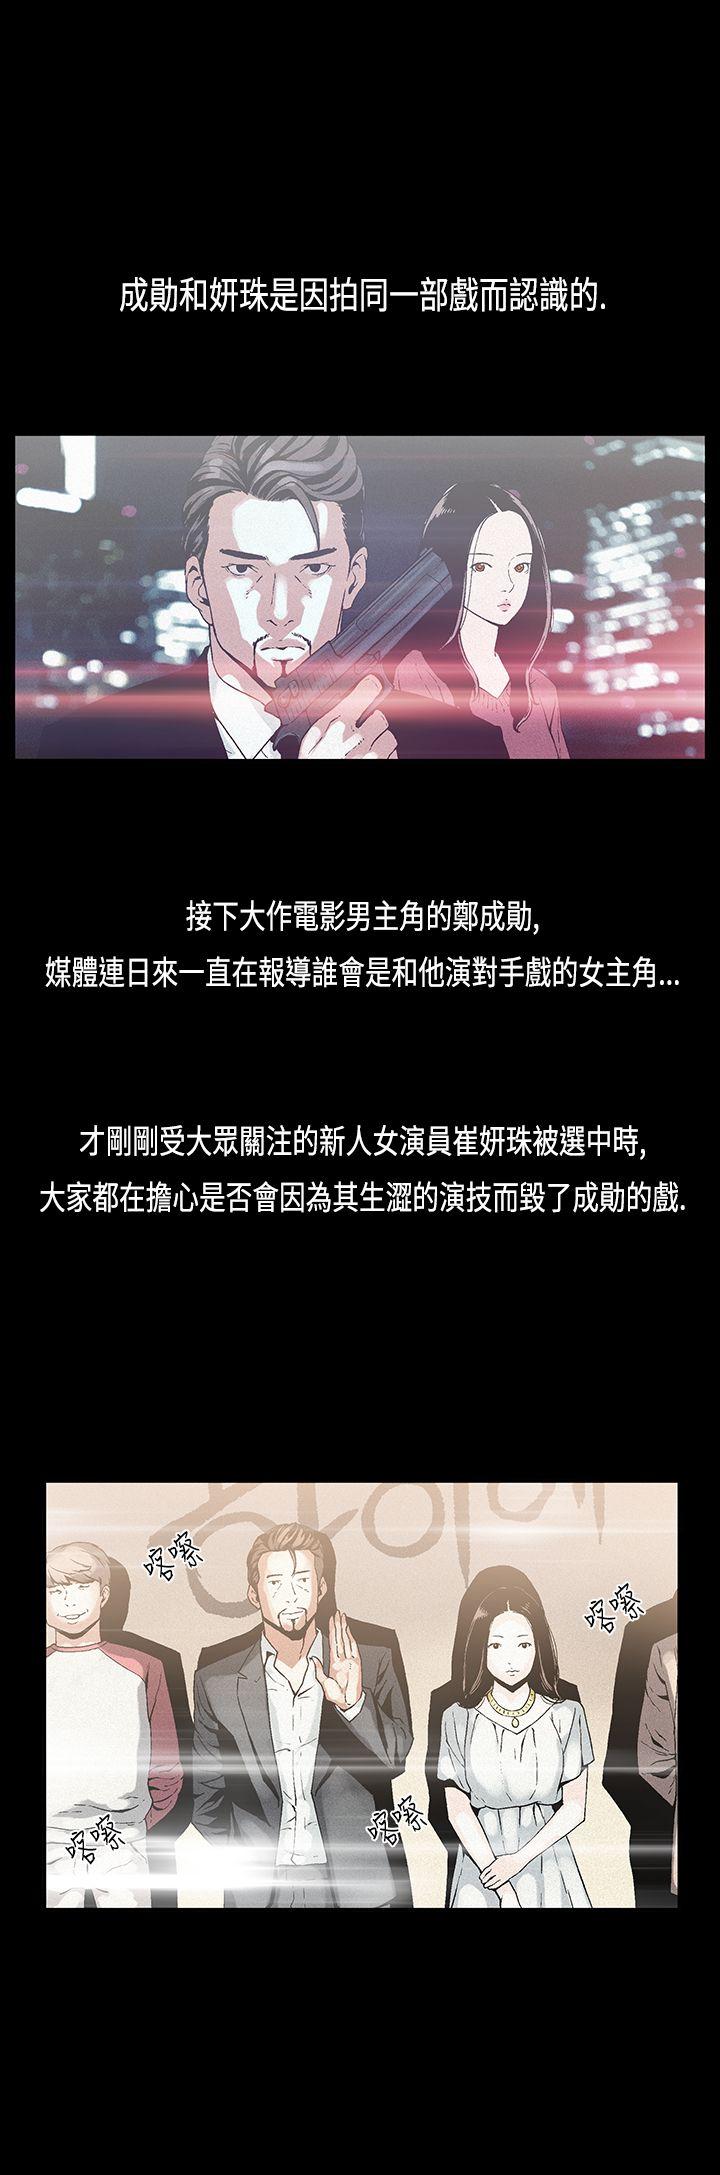 成勛和妍珠是因拍同一部戲而認識的.
接下大作電影男主角的鄭成勛,
媒體連日來一直在報導誰會是和他演對手戲的女主角...
才剛剛受大眾關注的新人女演員崔妍珠被選中時,
大家都在擔心是否會因為其生澀的演技而毀了成勛的戲.
喀嚓
喀嚓
喀嚓
喀嚓